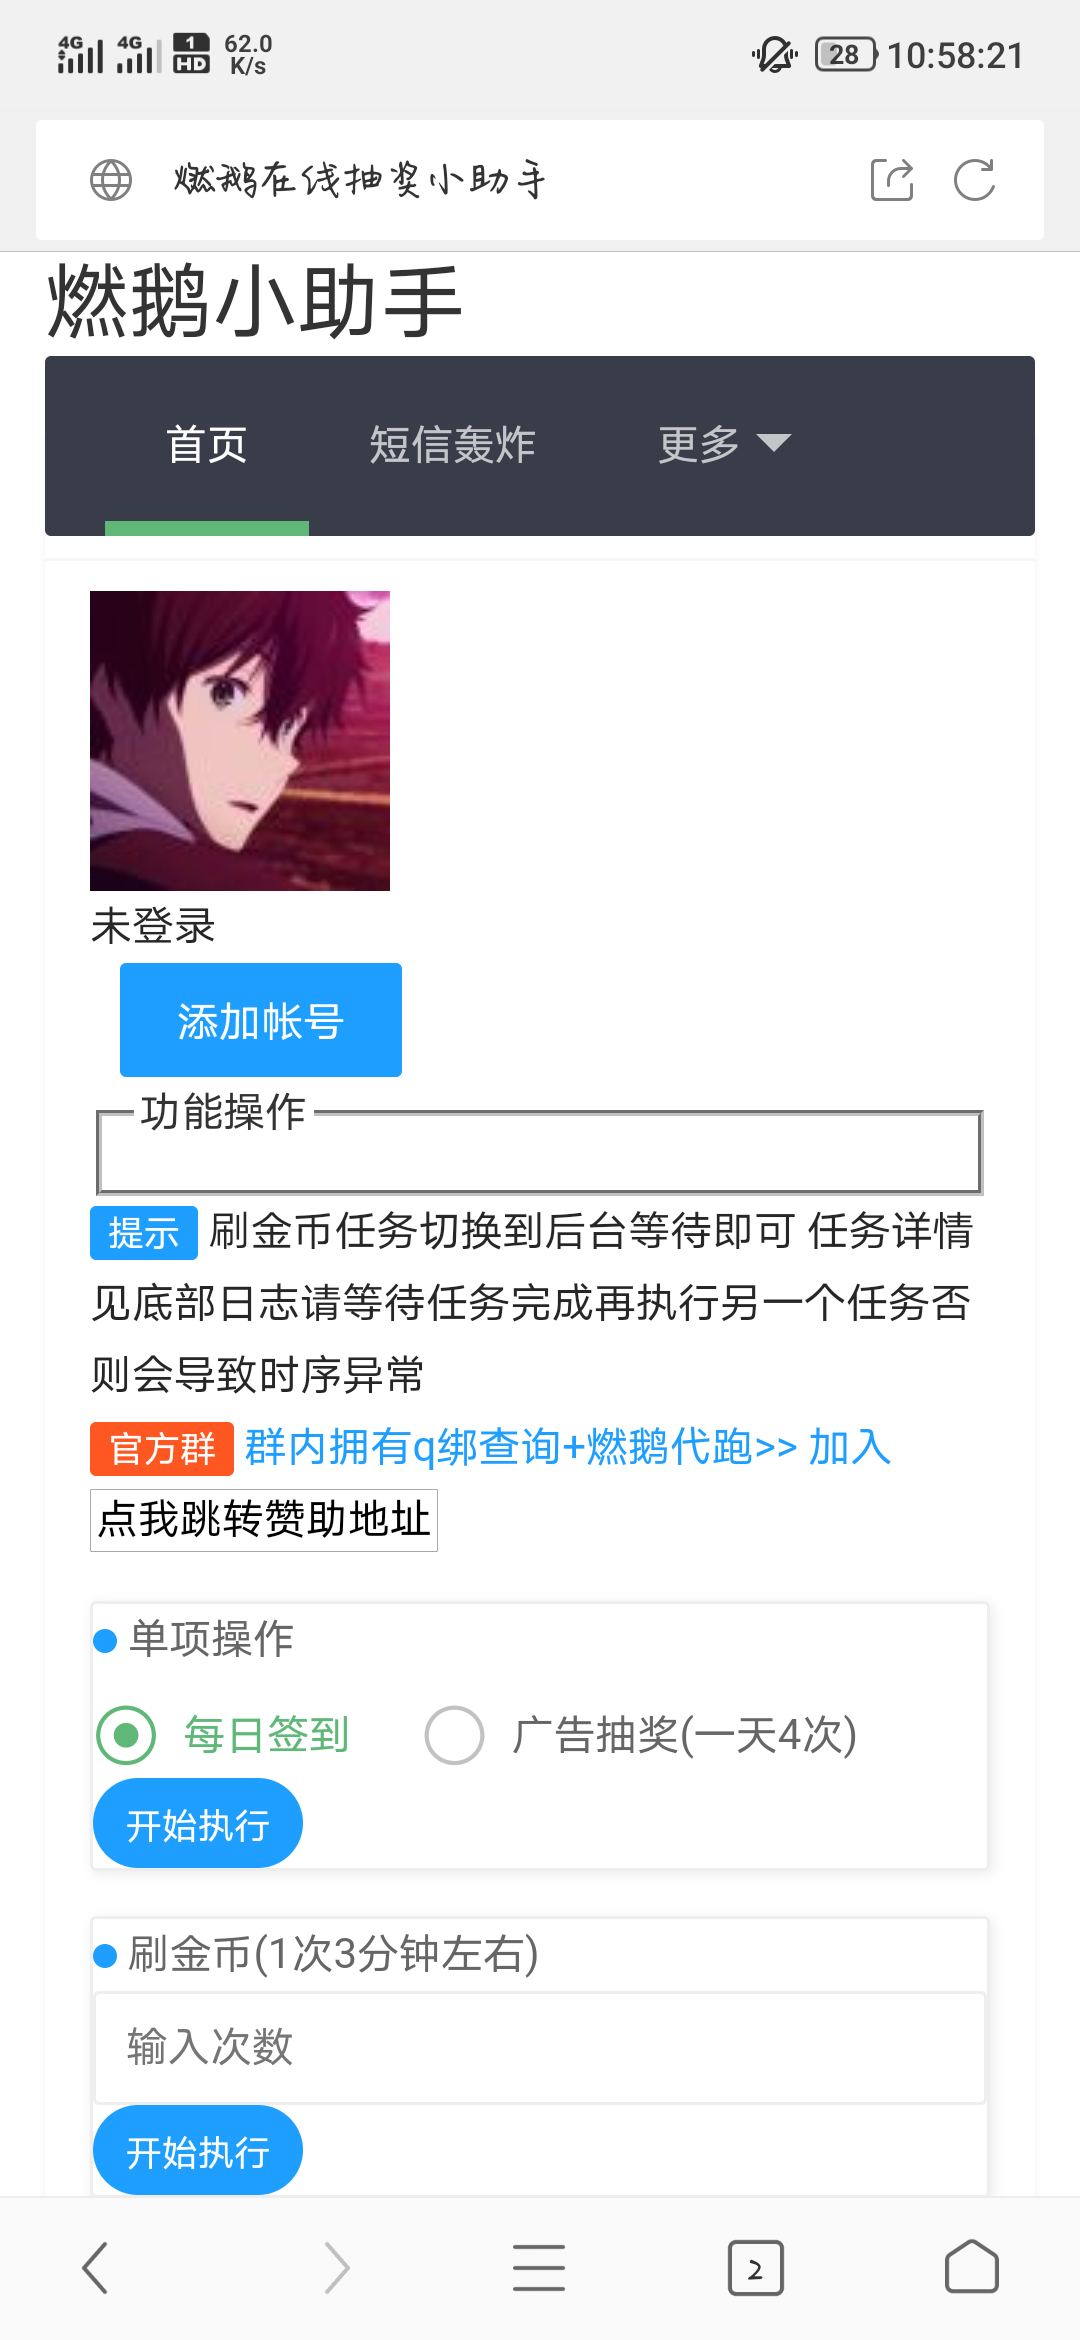 4G 4G 1 HD 62.0 K/s 28 10:58:21
燃鹅在线抽奖小助手
燃鹅小助手
首页 短信轰炸 更多
未登录
添加帐号
功能操作
提示 刷金币任务切换到后台等待即可 任务详情
见底部日志请等待任务完成再执行另一个任务否
则会导致时序异常
官方群 群内拥有q绑查询+燃鹅代跑>> 加入
点我跳转赞助地址
单项操作
每日签到 广告抽奖(一天4次)
开始执行
刷金币(1次3分钟左右)
输入次数
开始执行
2